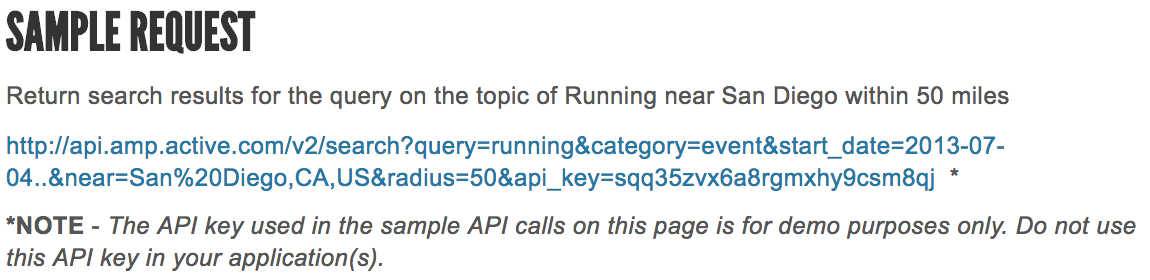 SAMPLE REQUEST
Return search results for the query on the topic of Running near San Diego within 50 miles
http://api.amp.active.com/v2/search?query=running&category=event&start_date=2013-07-
04..&near=San%20Diego,CA,US&radius=50&api_key=sqq35zvx6a8rgmxhy9csm8qj *
*NOTE - The API key used in the sample API calls on this page is for demo purposes only. Do not use
this API key in your application(s).